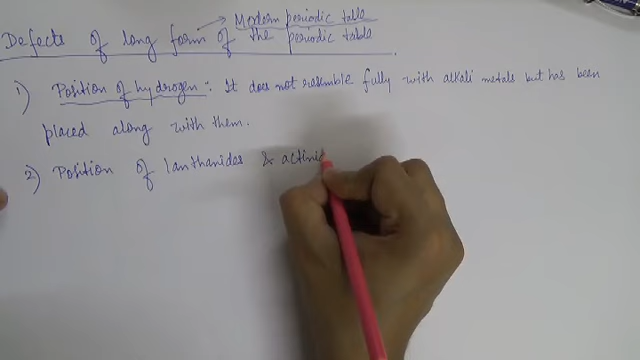 Modern periodic table
Defects of long form of the periodic table
1) Position of hydrogen :- It does not resemble fully with alkali metals but has been
placed along with them.
2) Position of lanthanides & actini